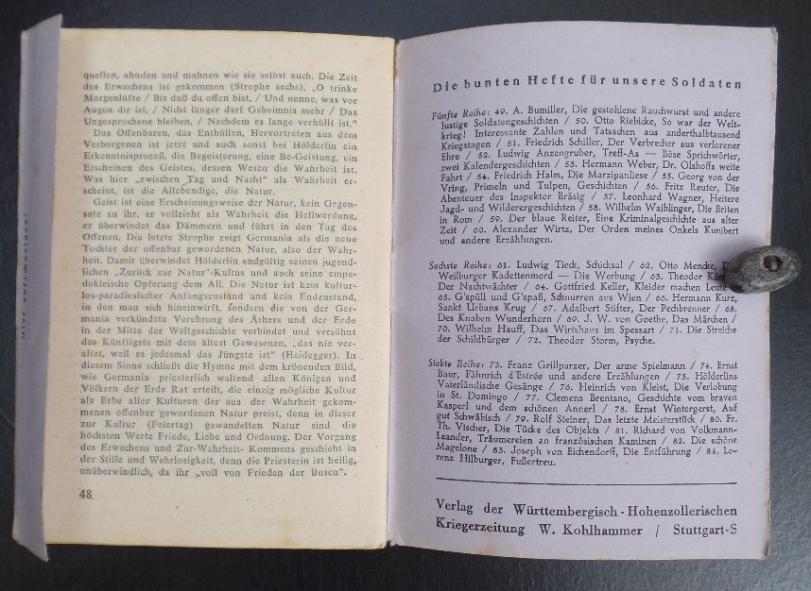 quellen, ahnden und mahnen wie sie selbst auch. Die Zeit
des Erwachens ist gekommen (Strophe sechs). „O trinke
Morgenlüfte / Bis daß du offen bist, / Und nenne, was vor
Augen dir ist. / Nicht länger darf Geheimnis mehr / Das
Ungesprochene bleiben, / Nachdem es lange verhüllt ist."
Das Offenbaren, das Enthüllen, Hervortreten aus dem
Verborgenen ist jetzt und auch sonst bei Hölderlin ein
Erkenntnisprozeß, die Begeisterung, eine Be-Geistung, ein
Erscheinen des Geistes, dessen Wesen die Wahrheit ist.
Was hier „zwischen Tag und Nacht" als Wahrheit er-
scheint, ist die Allebendige, die Natur.
Geist ist eine Erscheinungsweise der Natur, kein Gegen-
satz zu ihr, er vollzieht als Wahrheit die Hellwerdung,
er überwindet das Dämmern und führt in den Tag des
Offenen. Die letzte Strophe zeigt Germania als die neue
Tochter der offenbar gewordenen Natur, also der Wahr-
heit. Damit überwindet Hölderlin endgültig seinen jugend-
lichen „Zurück zur Natur"-Kultus und auch seine empe-
dokleische Opferung dem All. Die Natur ist kein kultur-
los-paradiesischer Anfangszustand und kein Endzustand,
in den man sich hineinwirft, sondern die von der Ger-
mania verkündete Verehrung des Äthers und der Erde
in der Mitte der Weltgeschichte verbindet und versöhnt
das Künftigste mit dem ältest Gewesenen, „das nie ver-
altet, weil es jedesmal das Jüngste ist" (Heidegger). In
diesem Sinne schließt die Hymne mit dem krönenden Bild,
wie Germania priesterlich waltend allen Königen und
Völkern der Erde Rat erteilt, die einzig mögliche Kultur
als Erbe aller Kulturen der aus der Wahrheit gekom-
menen offenbar gewordenen Natur preist, denn in dieser
zur Kultur (Feiertag) gewandelten Natur sind die
höchsten Werte Friede, Liebe und Ordnung. Der Vorgang
des Erwachens und Zur-Wahrheit-Kommens geschieht in
der Stille und Wehrlosigkeit, denn die Priesterin ist heilig,
unüberwindlich, da ihr „voll von Frieden der Busen".
48
Die bunten Hefte für unsere Soldaten
Fünfte Reihe: 49. A. Bumiller, Die gestohlene Rauchwurst und andere
lustige Soldatengeschichten / 50. Otto Riebicke, So war der Welt-
krieg! Interessante Zahlen und Tatsachen aus anderthalbtausend
Kriegstagen / 51. Friedrich Schiller, Der Verbrecher aus verlorener
Ehre / 52. Ludwig Anzengruber, Treff-As — Böse Sprichwörter,
zwei Kalendergeschichten / 53. Hermann Weber, Dr. Olshoffs weite
Fahrt / 54. Friedrich Halm, Die Marzipanliese / 55. Georg von der
Vring, Primeln und Tulpen, Geschichten / 56. Fritz Reuter, Die
Abenteuer des Inspektor Bräsig / 57. Leonhard Wagner, Heitere
Jagd- und Wilderergeschichten / 58. Wilhelm Waiblinger, Die Briten
in Rom / 59. Der blaue Reiter, Eine Kriminalgeschichte aus alter
Zeit / 60. Alexander Wirtz, Der Orden meines Onkels Kunibert
und andere Erzählungen.
Sechste Reihe: 61. Ludwig Tieck, Schicksal / 62. Otto Mencke, D
Weilburger Kadettenmord — Die Werbung / 63. Theodor
Der Nachtwächter / 64. Gottfried Keller, Kleider machen Leute
65. G'spüll und G'spaß, Schnurren aus Wien / 66. Hermann Kurz,
Sankt Urbans Krug / 67. Adalbert Stifter, Der Pechbrenner / 68.
Des Knaben Wunderhorn / 69. J. W. von Goethe, Das Märchen /
70. Wilhelm Hauff, Das Wirtshaus im Spessart / 71. Die Streiche
der Schildbürger / 72. Theodor Storm, Psyche.
Siebte Reihe: 73. Franz Grillparzer, Der arme Spielmann / 74. Ernst
Baur, Fähnrich d'Estrée und andere Erzählungen / 75. Hölderlins
Vaterländische Gesänge / 76. Heinrich von Kleist, Die Verlobung
in St. Domingo / 77. Clemens Brentano, Geschichte vom braven
Kasperl und dem schönen Annerl / 78. Ernst Wintergerst, Auf
gut Schwäbisch / 79. Rolf Steiner, Das letzte Meisterstück / 80. Fr.
Th. Vischer, Die Tücke des Objekts / 81. Richard von Volkmann-
Leander, Träumereien an französischen Kaminen / 82. Die schöne
Magelone / 83. Joseph von Eichendorff, Die Entführung / 84. Lo-
renz Hilburger, Fußertreu.
Verlag der Württembergisch-Hohenzollerischen
Kriegerzeitung W. Kohlhammer / Stuttgart-S